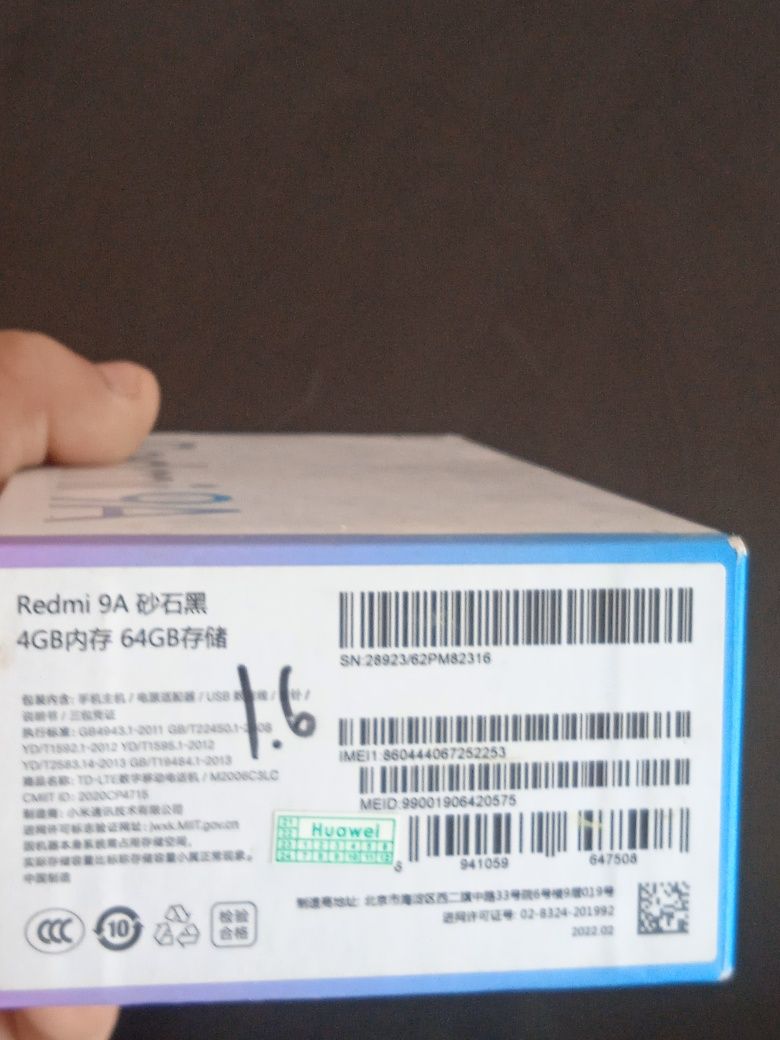 Redmi 9A 砂石黑
4GB内存 64GB存储
SN:28923/62PM82316
1.6
包装内含: 手机主机 / 电源适配器 / USB
说明书 / 三包凭证
执行标准: GB4943.1-2011 GB/T22450.1-2008
YD/T1592.1-2012 YD/T1595.1-2012
YD/T2583.14-2013 GB/T19484.1-2013
商品名称: TD-LTE数字移动电话机 / M2006C3LC
CMIIT ID: 2020CP4715
制造商: 小米通讯技术有限公司
进网许可标志验证网址: jwxk.MIIT.gov.cn
因机器本身系统需占用存储空间,
实际存储容量比标称存储容量小属正常现象。
中国制造
IMEI1:860444067252253
MEID:99001906420575
Huawei
6 941059 647508
制造商地址: 北京市海淀区西二旗中路33号院6号楼9层019号
进网许可证号: 02-8324-201992
2022.02
CCC
10
检验
合格